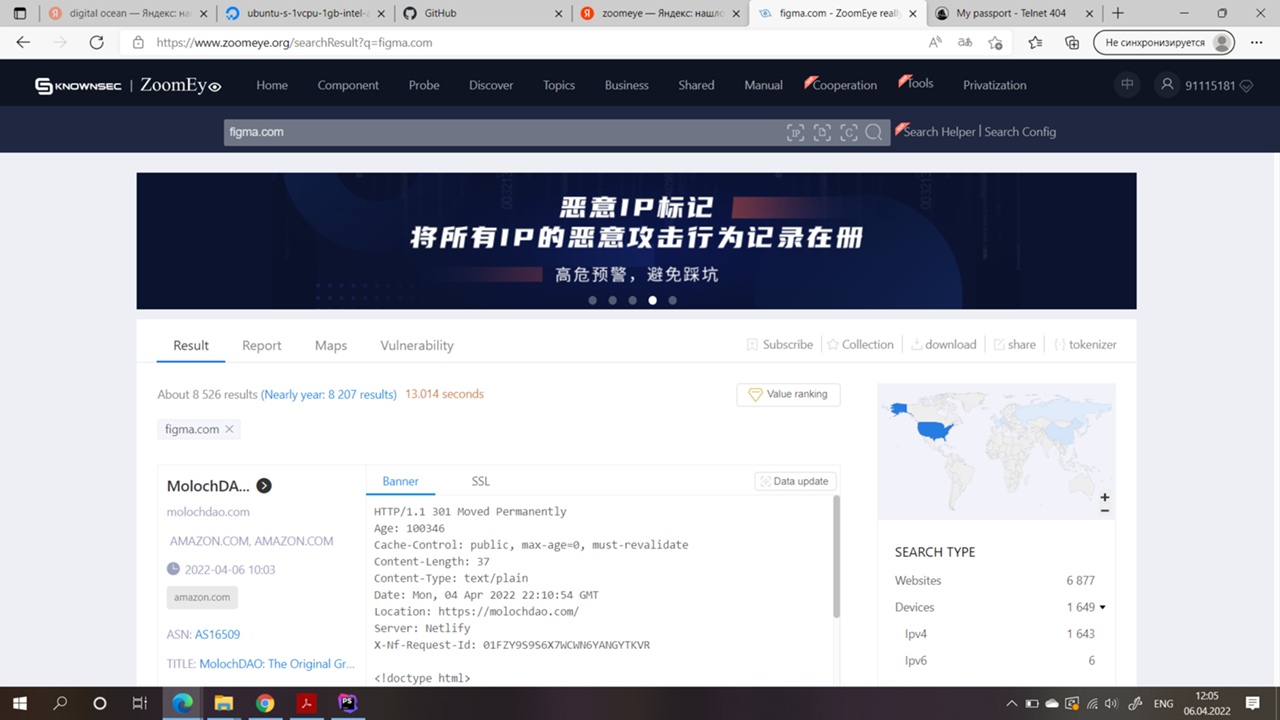 digital ocean — Яндекс: на
ubuntu-s-1vcpu-1gb-intel-
GitHub
zoomeye — Яндекс: нашло
figma.com - ZoomEye reall
My passport - Telnet 404
https://www.zoomeye.org/searchResult?q=figma.com
Не синхронизируется
KNOWNSEC | ZoomEye
Home
Component
Probe
Discover
Topics
Business
Shared
Manual
Cooperation
Tools
Privatization
中
91115181
figma.com
IP
C
Search Helper | Search Config
恶意IP标记
将所有IP的恶意攻击行为记录在册
高危预警，避免踩坑
Result
Report
Maps
Vulnerability
Subscribe
Collection
download
share
tokenizer
About 8 526 results (Nearly year: 8 207 results) 13.014 seconds
Value ranking
figma.com
MolochDA...
molochdao.com
AMAZON.COM, AMAZON.COM
2022-04-06 10:03
amazon.com
ASN: AS16509
TITLE: MolochDAO: The Original Gr...
Banner
SSL
Data update
HTTP/1.1 301 Moved Permanently
Age: 100346
Cache-Control: public, max-age=0, must-revalidate
Content-Length: 37
Content-Type: text/plain
Date: Mon, 04 Apr 2022 22:10:54 GMT
Location: https://molochdao.com/
Server: Netlify
X-Nf-Request-Id: 01FZY9S9S6X7WCWN6YANGYTKVR
<!doctype html>
SEARCH TYPE
Websites 6 877
Devices 1 649
Ipv4 1 643
Ipv6 6
ENG
12:05
06.04.2022